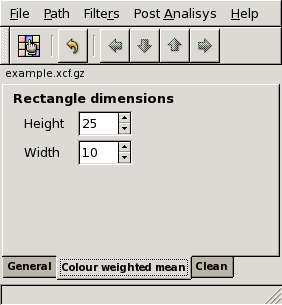 File Path Filters Post Analisys Help
example.xcf.gz
Rectangle dimensions
Height 25
Width 10
General Colour weighted mean Clean